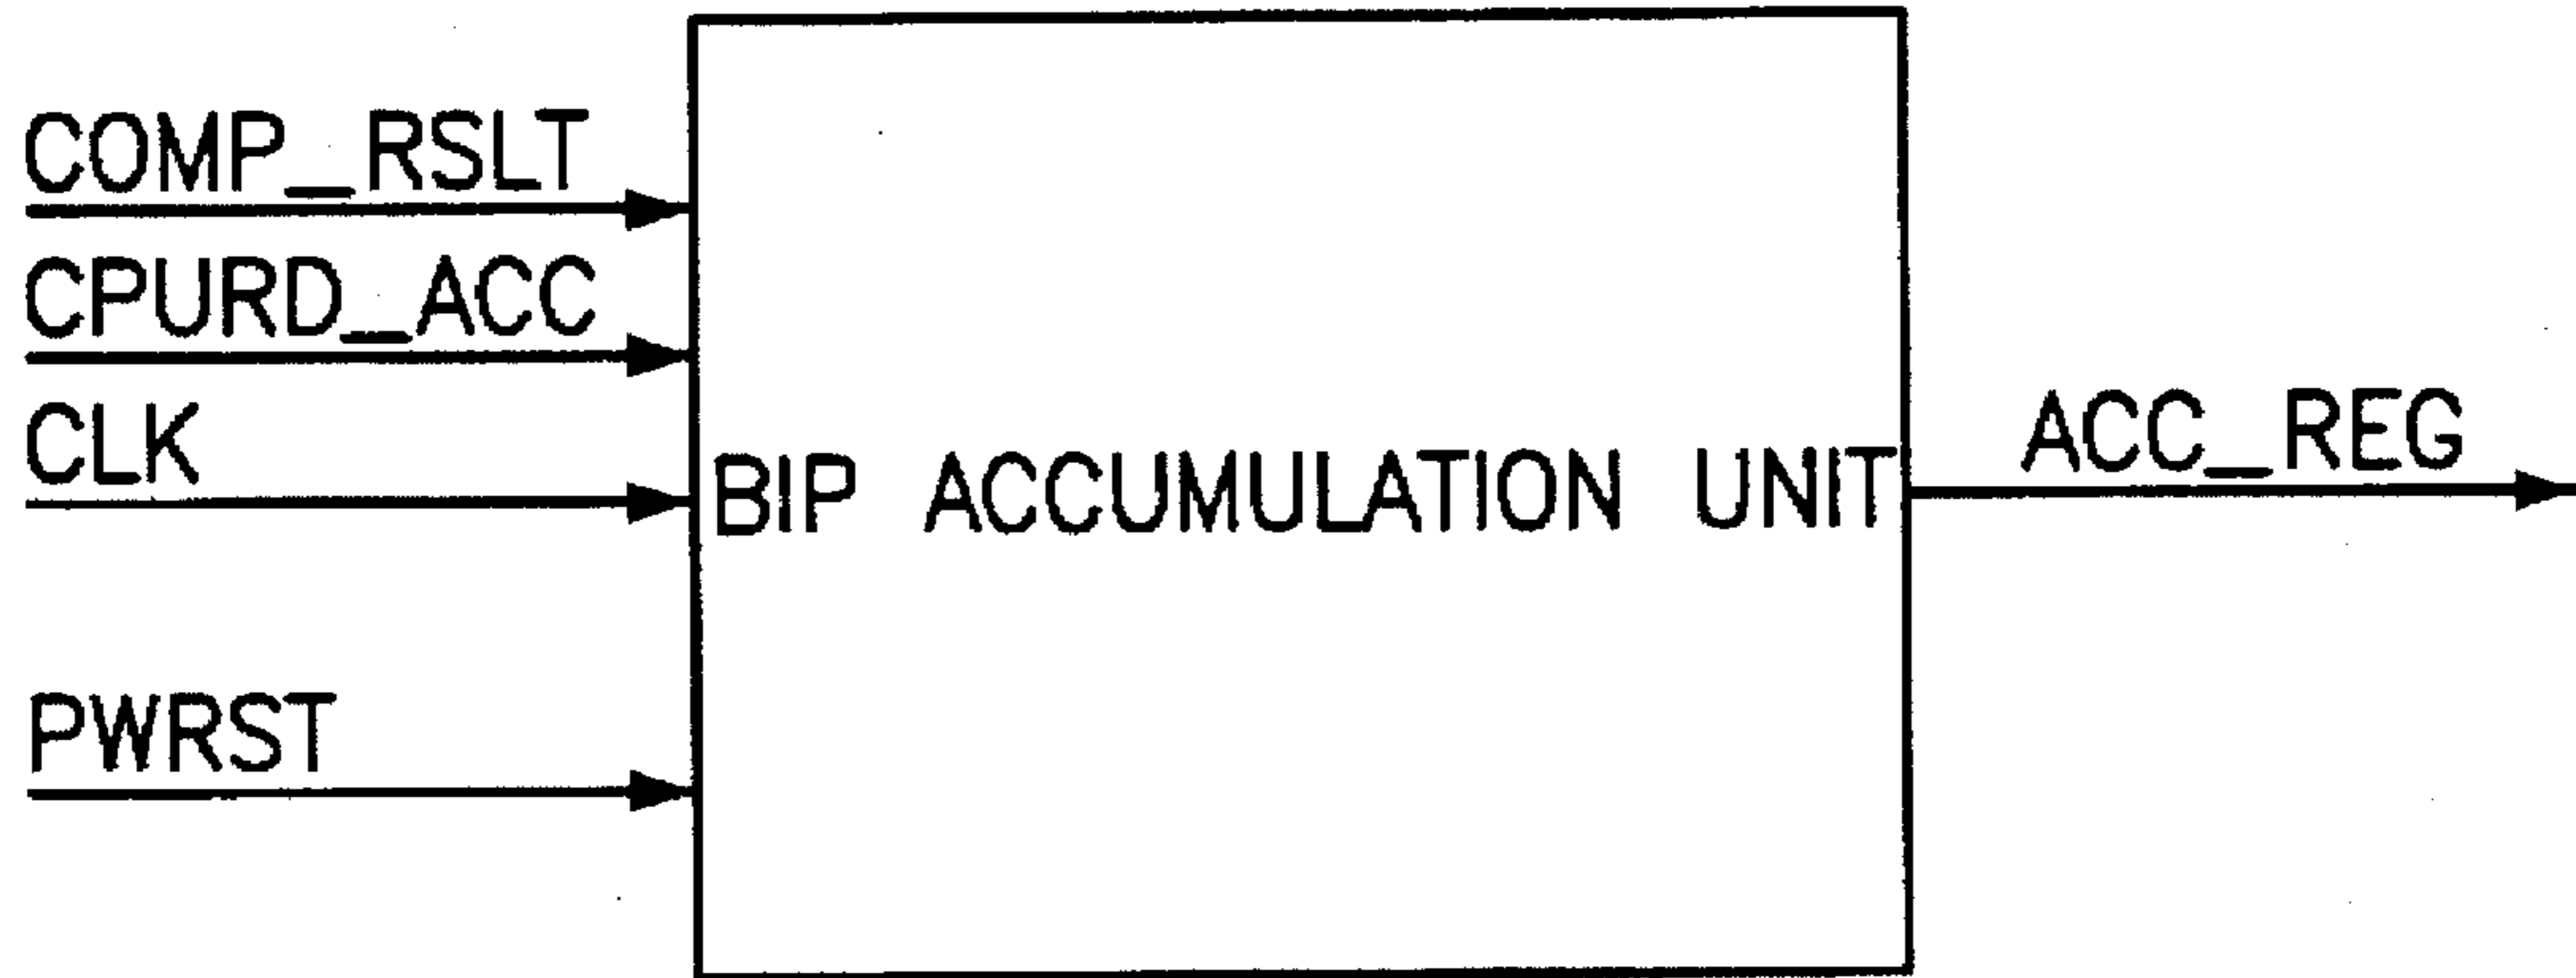 COMP_RSLT
CPURD_ACC
CLK
PWRST
BIP ACCUMULATION UNIT
ACC_REG